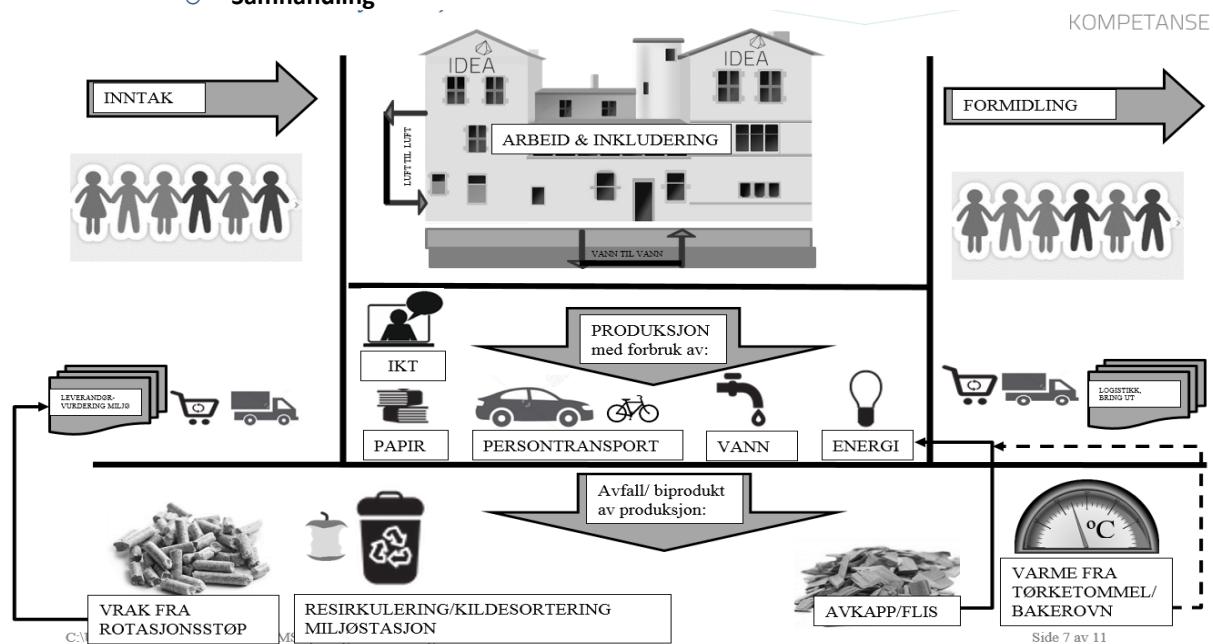 Samhandling
KOMPETANSE
INNTAK
IDEA
IDEA
FORMIDLING
ARBEID & INKLUDERING
LUFT TIL LUFT
VANN TIL VANN
PRODUKSJON
med forbruk av:
IKT
LEVERANDØR-
VURDERING MILJØ
LOGISTIKK,
BRING UT
PAPIR
PERSONTRANSPORT
VANN
ENERGI
Avfall/ biprodukt
av produksjon:
°C
VRAK FRA
ROTASJONSSTØP
RESIRKULERING/KILDESORTERING
MILJØSTASJON
AVKAPP/FLIS
VARME FRA
TØRKETOMMEL/
BAKEROVN
Side 7 av 11